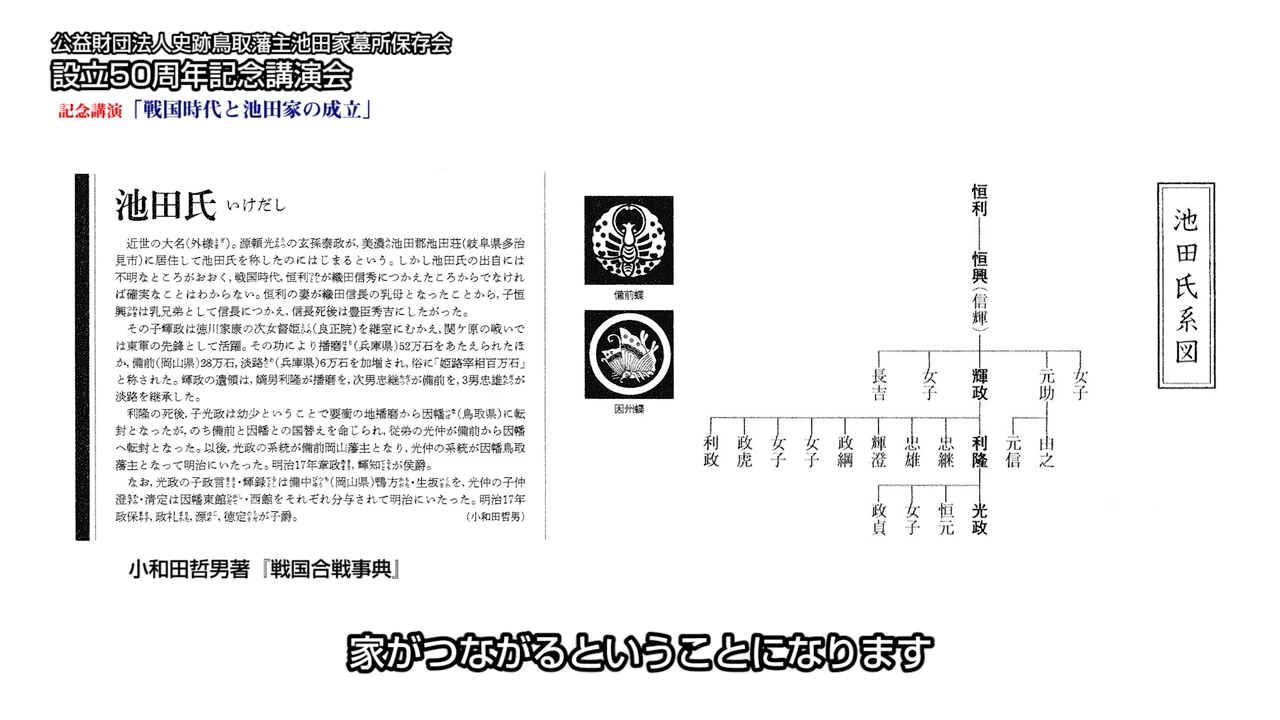 公益財団法人史跡鳥取藩主池田家墓所保存会
設立50周年記念講演会
記念講演「戦国時代と池田家の成立」
池田氏 いけだし
近世の大名(外様)。源頼光の玄孫泰政が,美濃池田郡池田荘(岐阜県多治
見市)に居住して池田氏を称したのにはじまるという。しかし池田氏の出自には
不明なところがおおく,戦国時代,恒利が織田信秀につかえたころからでなけれ
ば確実なことはわからない。恒利の妻が織田信長の乳母となったことから,子恒
興は乳兄弟として信長につかえ,信長死後は豊臣秀吉にしたがった。
その子輝政は徳川家康の次女督姫(良正院)を継室にむかえ,関ケ原の戦いで
は東軍の先鋒として活躍。その功により播磨(兵庫県)52万石をあたえられたほ
か,備前(岡山県)28万石,淡路(兵庫県)6万石を加増され,俗に「姫路宰相百万石」
と称された。輝政の遺領は,嫡男利隆が播磨を,次男忠継が備前を,3男忠雄が
淡路を継承した。
利隆の死後,子光政は幼少ということで要衝の地播磨から因幡(鳥取県)に転
封となったが,のち備前と因幡との国替えを命じられ,従弟の光仲が備前から因幡
へ転封となった。以後,光政の系統が備前岡山藩主となり,光仲の系統が因幡鳥取
藩主となって明治にいたった。明治17年章政,輝知が侯爵。
なお,光政の子政言・輝録は備中(岡山県)鴨方・生坂を,光仲の子仲
澄・清定は因幡東館・西館をそれぞれ分与されて明治にいたった。明治17年
政保,政礼,源,徳定が子爵。 (小和田哲男)
小和田哲男著『戦国合戦事典』
備前蝶
因州蝶
池田氏系図
恒利
恒興(信輝)
女子
元助
輝政
女子
長吉
由之
元信
利隆
忠継
忠雄
輝澄
政綱
女子
女子
政虎
利政
光政
恒元
女子
政貞
家がつながるということになります